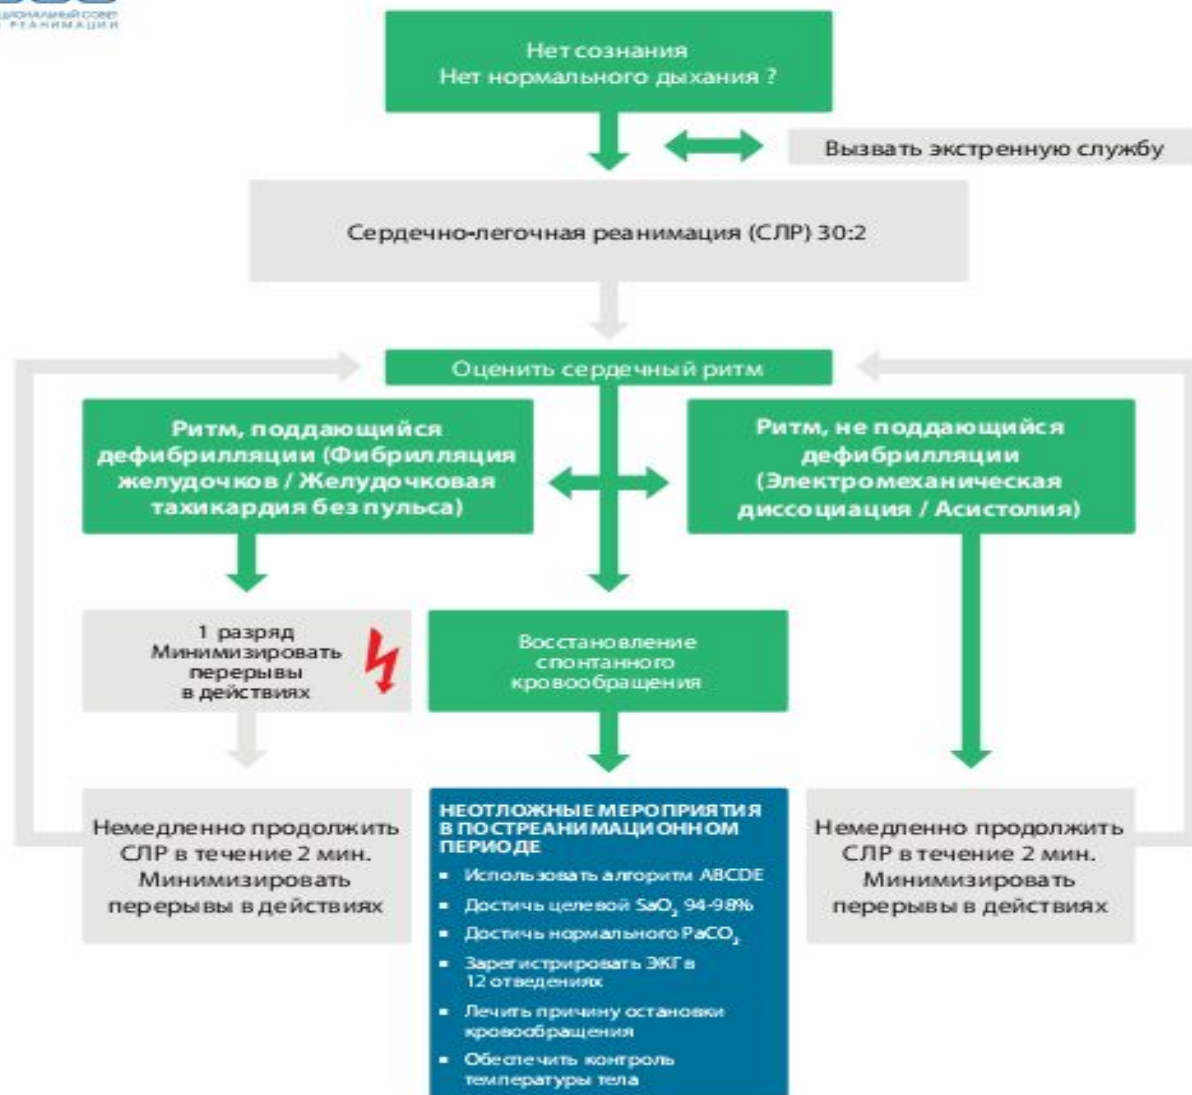 РЕАНИМАЦИИ
Нет сознания
Нет нормального дыхания ?
Вызвать экстренную службу
Сердечно-легочная реанимация (СЛР) 30:2
Оценить сердечный ритм
Ритм, поддающийся
дефибрилляции (Фибрилляция
желудочков / Желудочковая
тахикардия без пульса)
Ритм, не поддающийся
дефибрилляции
(Электромеханическая
диссоциация / Асистолия)
1 разряд
Минимизировать
перерывы
в действиях
Восстановление
спонтанного
кровообращения
Немедленно продолжить
СЛР в течение 2 мин.
Минимизировать
перерывы в действиях
НЕОТЛОЖНЫЕ МЕРОПРИЯТИЯ
В ПОСТРЕАНИМАЦИОННОМ
ПЕРИОДЕ
▪ Использовать алгоритм ABCDE
▪ Достичь целевой SaO₂ 94-98%
▪ Достичь нормального PaCO₂
▪ Зарегистрировать ЭКГ в
12 отведениях
▪ Лечить причину остановки
кровообращения
▪ Обеспечить контроль
температуры тела
Немедленно продолжить
СЛР в течение 2 мин.
Минимизировать
перерывы в действиях